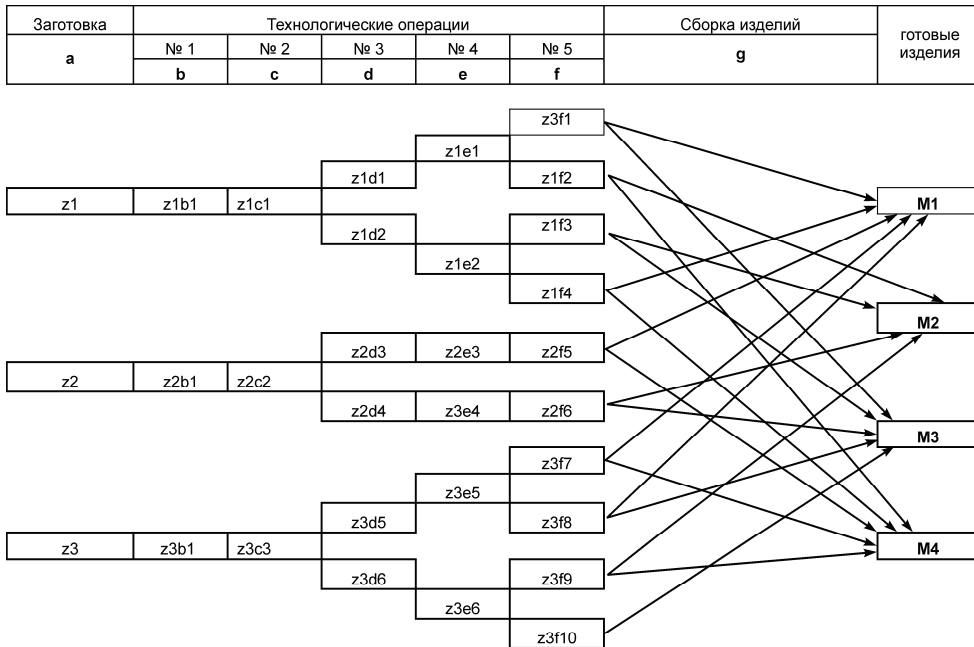 Заготовка
Технологические операции
Сборка изделий
готовые
изделия
a
№ 1
№ 2
№ 3
№ 4
№ 5
g
b
c
d
e
f
z3f1
z1e1
z1d1
z1f2
z1
z1b1
z1c1
M1
z1d2
z1f3
z1e2
z1f4
M2
z2d3
z2e3
z2f5
z2
z2b1
z2c2
z2d4
z3e4
z2f6
M3
z3f7
z3e5
z3d5
z3f8
z3
z3b1
z3c3
M4
z3d6
z3f9
z3e6
z3f10